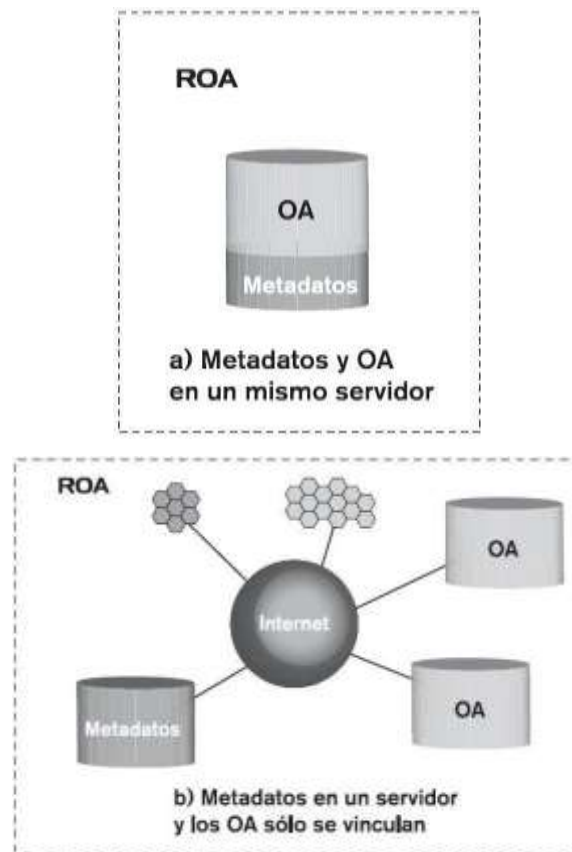 ROA
OA
Metadatos
a) Metadatos y OA
en un mismo servidor
ROA
OA
Internet
OA
Metadatos
b) Metadatos en un servidor
y los OA sólo se vinculan